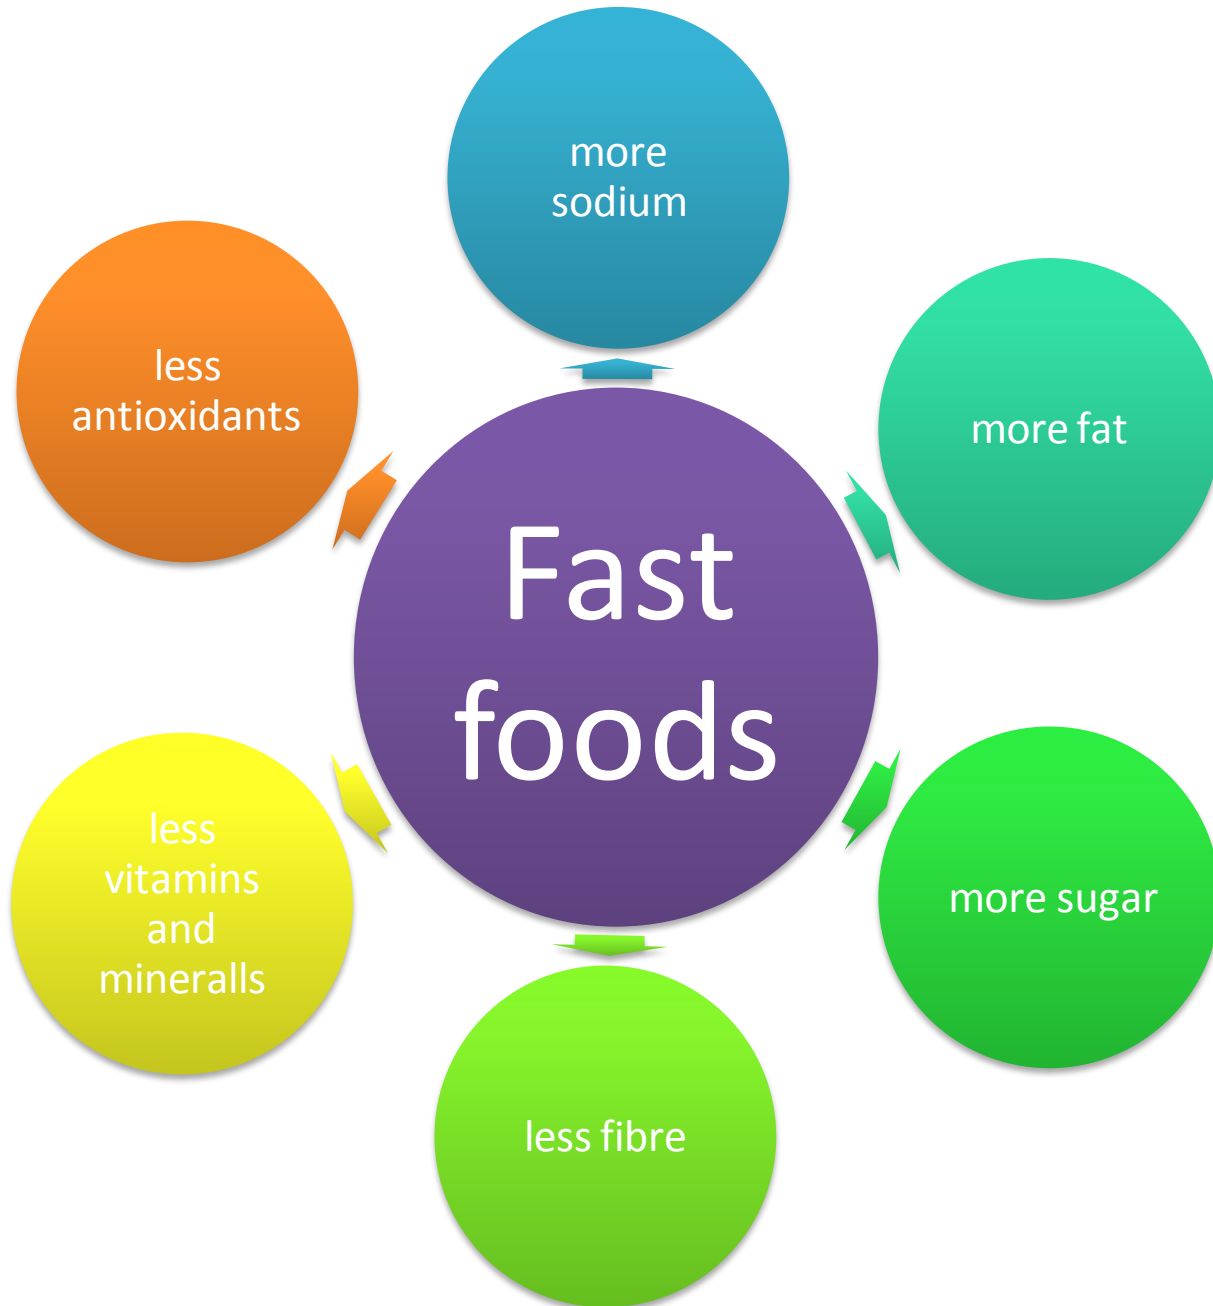 more
sodium
less
antioxidants
more fat
Fast
foods
less
vitamins
and
mineralls
more sugar
less fibre